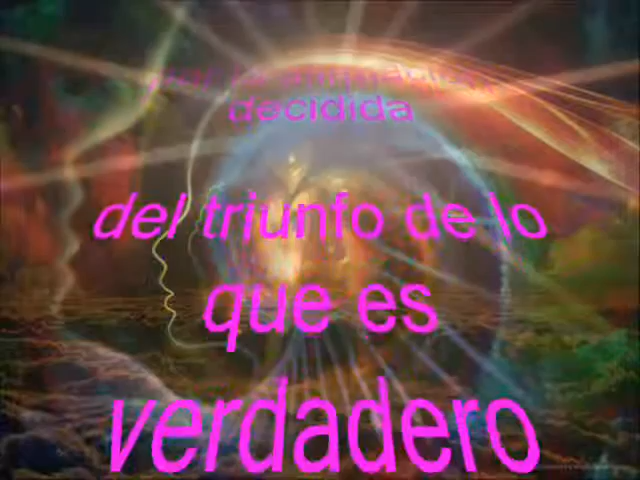 decidida
del triunfo de lo
que es
verdadero